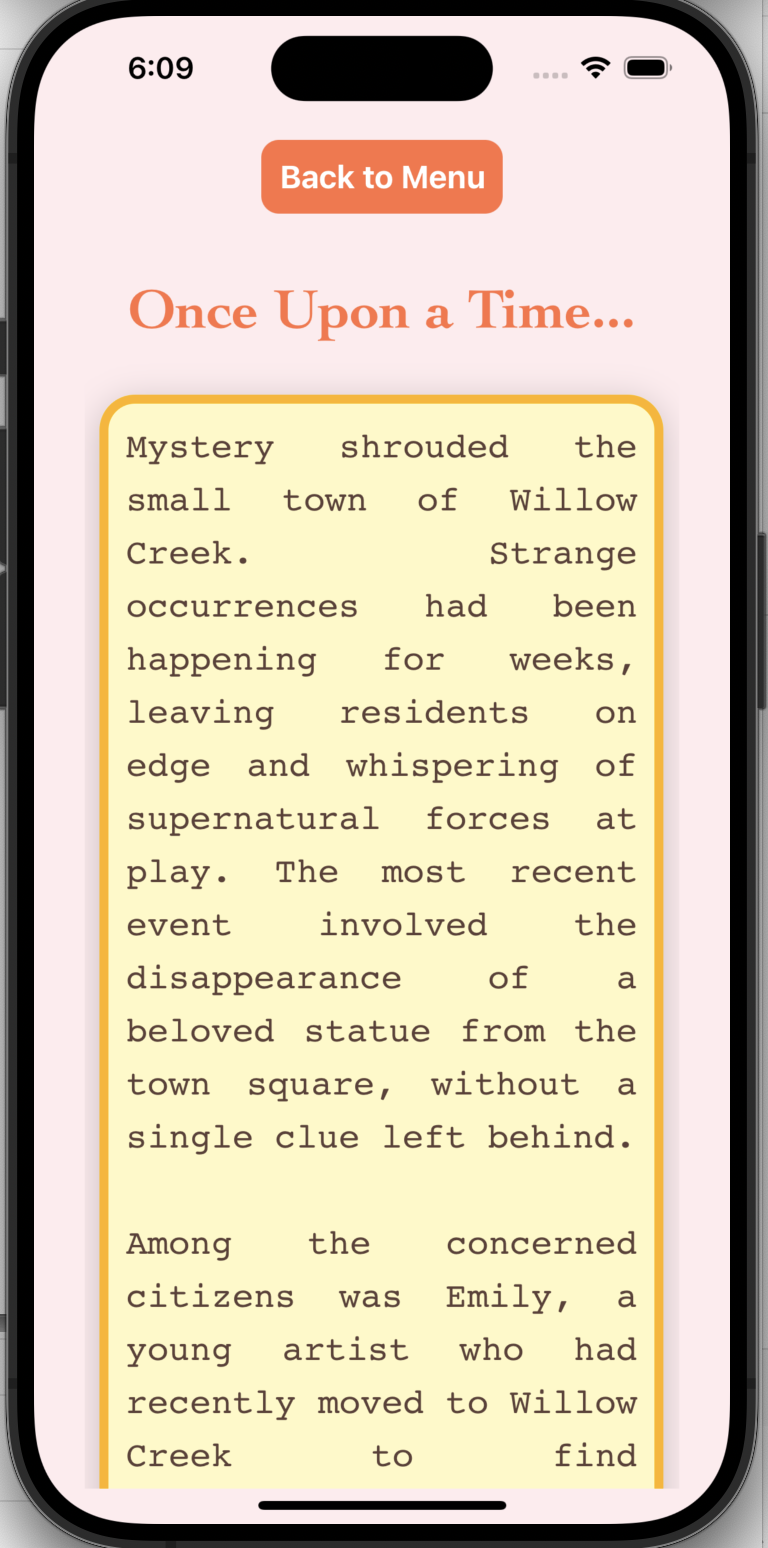 6:09
Back to Menu
Once Upon a Time...
Mystery shrouded the
small town of Willow
Creek. Strange
occurrences had been
happening for weeks,
leaving residents on
edge and whispering of
supernatural forces at
play. The most recent
event involved the
disappearance of a
beloved statue from the
town square, without a
single clue left behind.
Among the concerned
citizens was Emily, a
young artist who had
recently moved to Willow
Creek to find